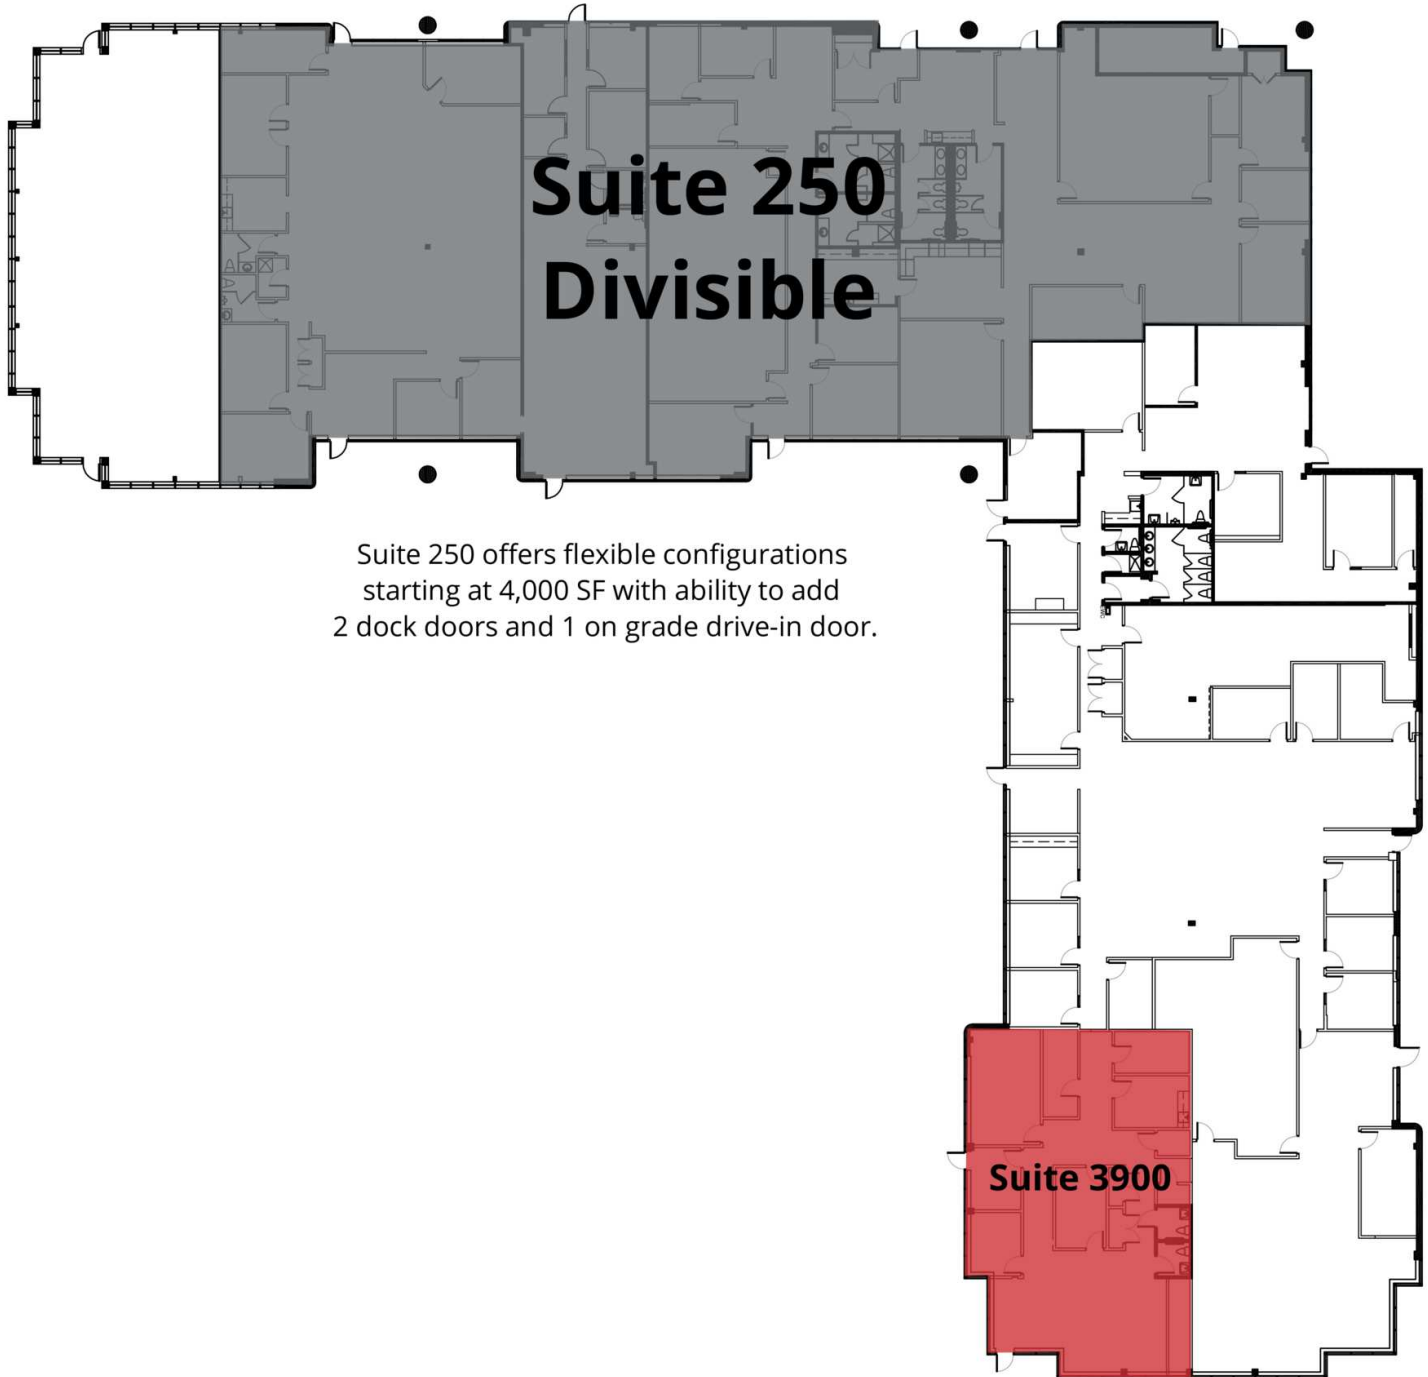 Suite 250
Divisible
Suite 250 offers flexible configurations
starting at 4,000 SF with ability to add
2 dock doors and 1 on grade drive-in door.
Suite 3900